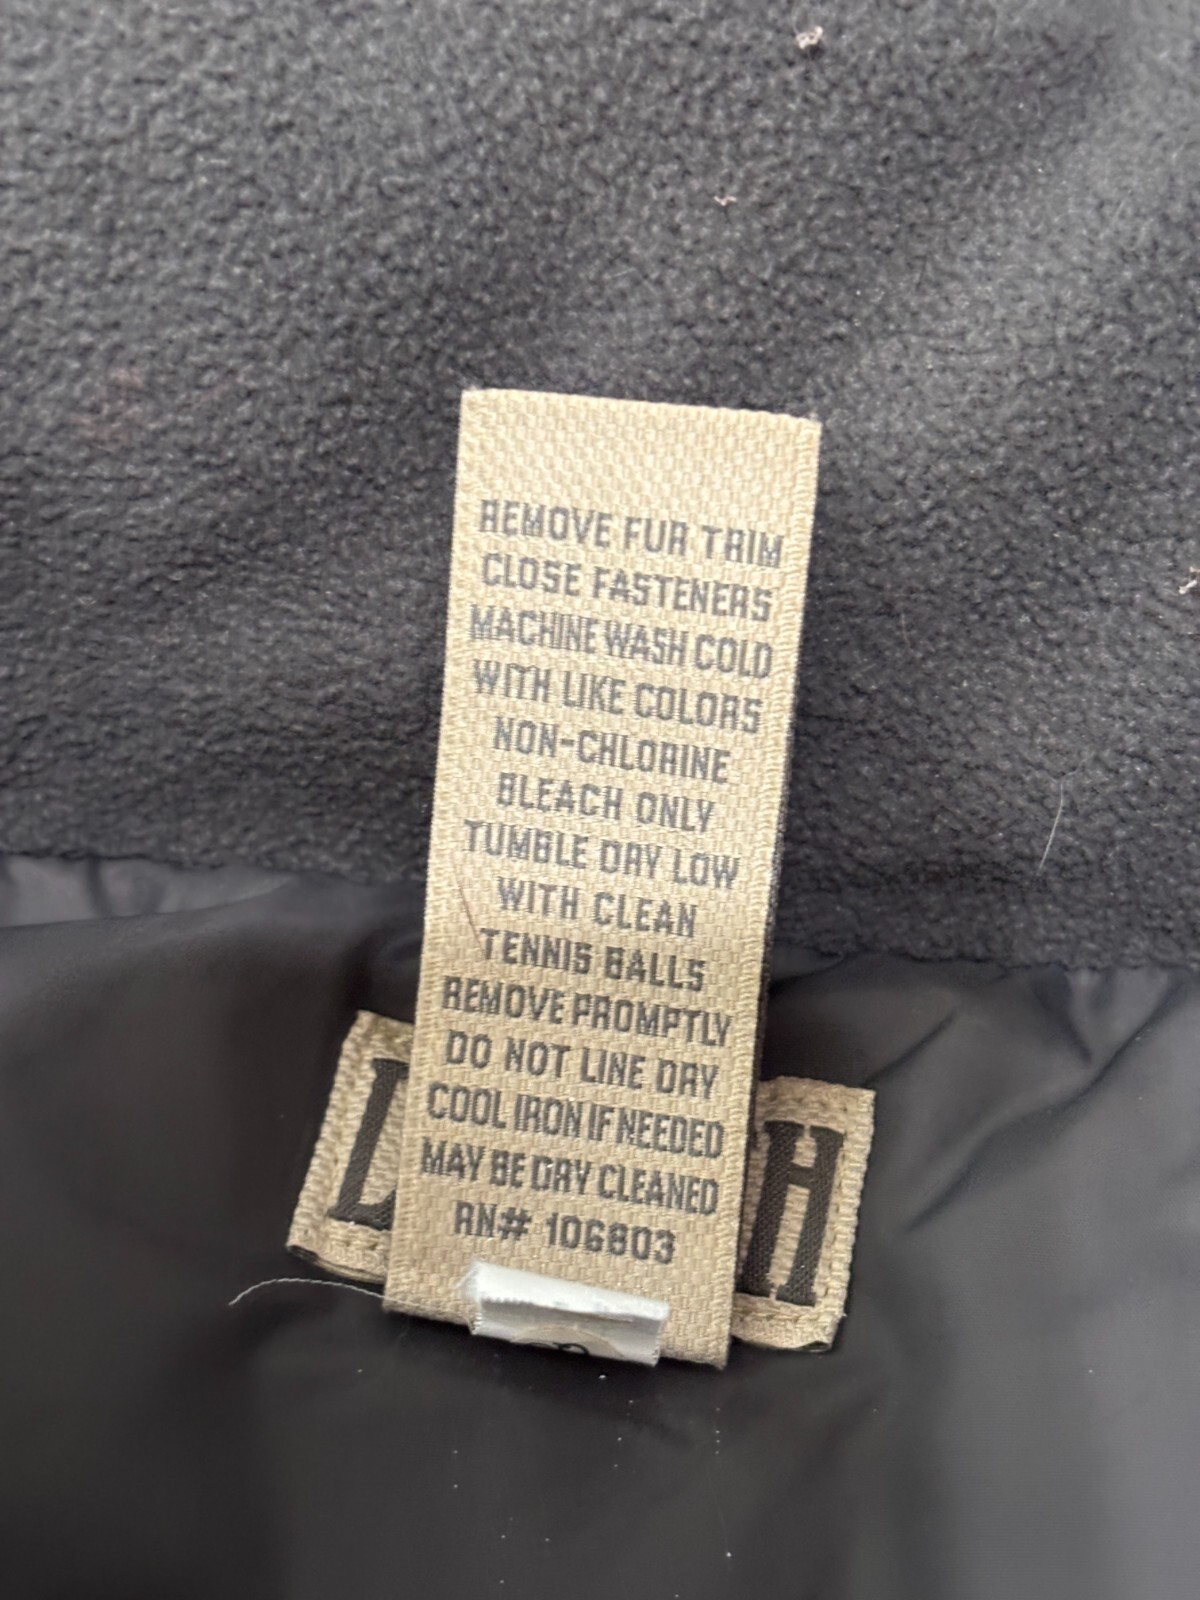 REMOVE FUR TRIM
CLOSE FASTENERS
MACHINE WASH COLD
WITH LIKE COLORS
NON-CHLORINE
BLEACH ONLY
TUMBLE DRY LOW
WITH CLEAN
TENNIS BALLS
REMOVE PROMPTLY
DO NOT LINE DRY
COOL IRON IF NEEDED
MAY BE DRY CLEANED
RN# 106803
L H